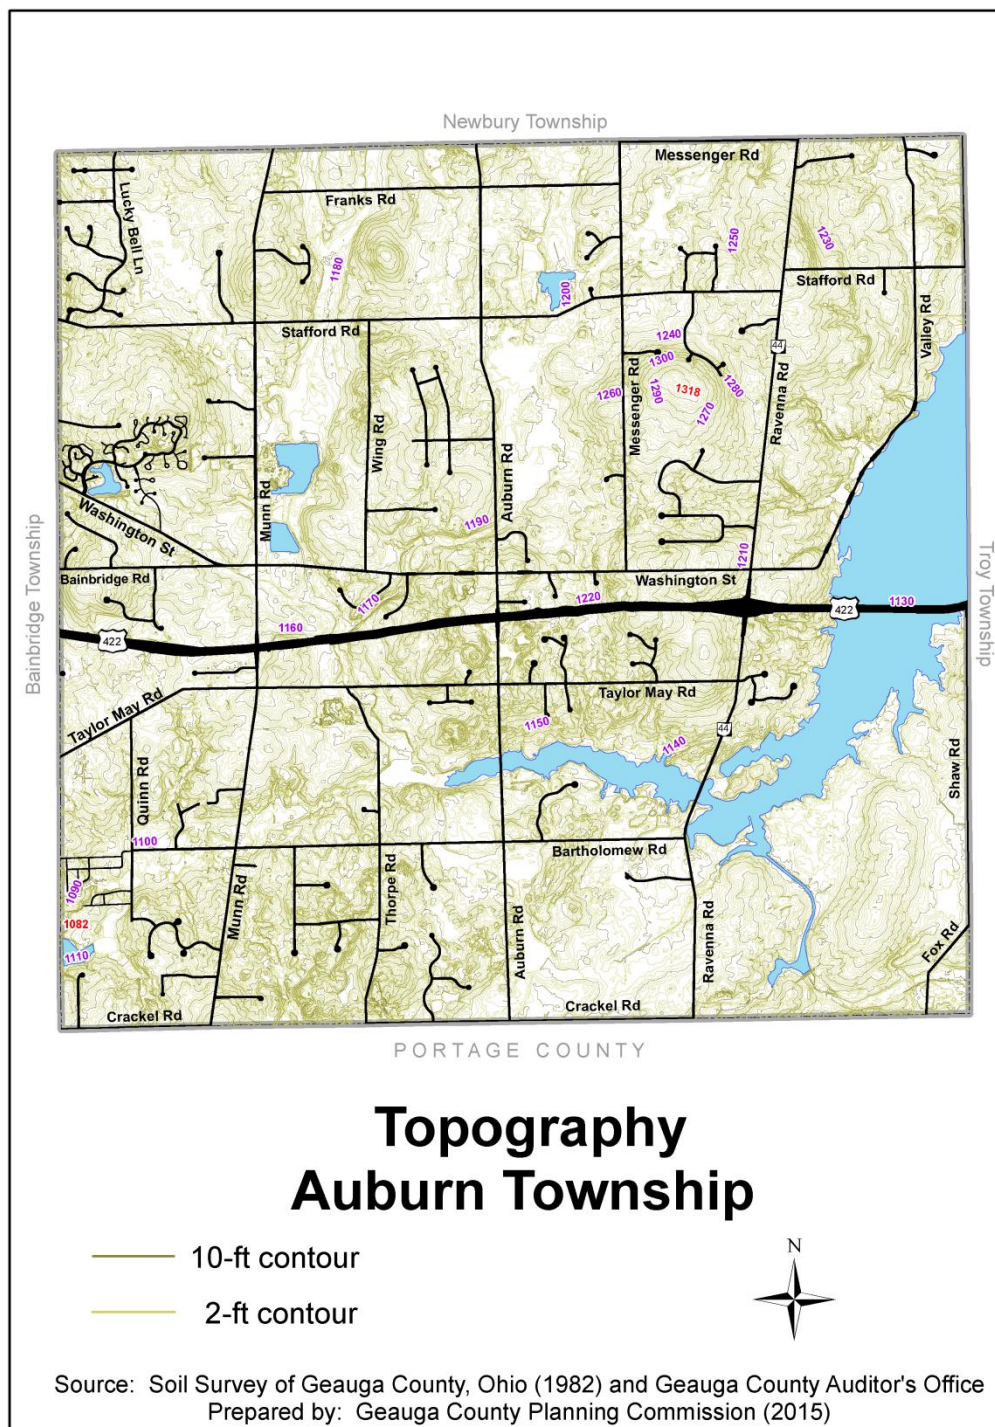 Newbury Township
Messenger Rd
Franks Rd
Lucky Bell Ln
1250
1230
1180
Stafford Rd
1200
Stafford Rd
Valley Rd
1240
44
1300
Messenger Rd
1260
1290
1318
1280
1270
Ravenna Rd
Wing Rd
Auburn Rd
Munn Rd
Washington St
1190
Bainbridge Township
Troy Township
1210
Bainbridge Rd
Washington St
1170
1220
1130
422
1160
422
Taylor May Rd
Taylor May Rd
1150
44
1140
Shaw Rd
Quinn Rd
1100
Bartholomew Rd
1090
Thorpe Rd
Munn Rd
1082
Auburn Rd
Ravenna Rd
Fox Rd
1110
Crackel Rd
Crackel Rd
PORTAGE COUNTY
Topography
Auburn Township
10-ft contour
2-ft contour
N
Source: Soil Survey of Geauga County, Ohio (1982) and Geauga County Auditor's Office
Prepared by: Geauga County Planning Commission (2015)